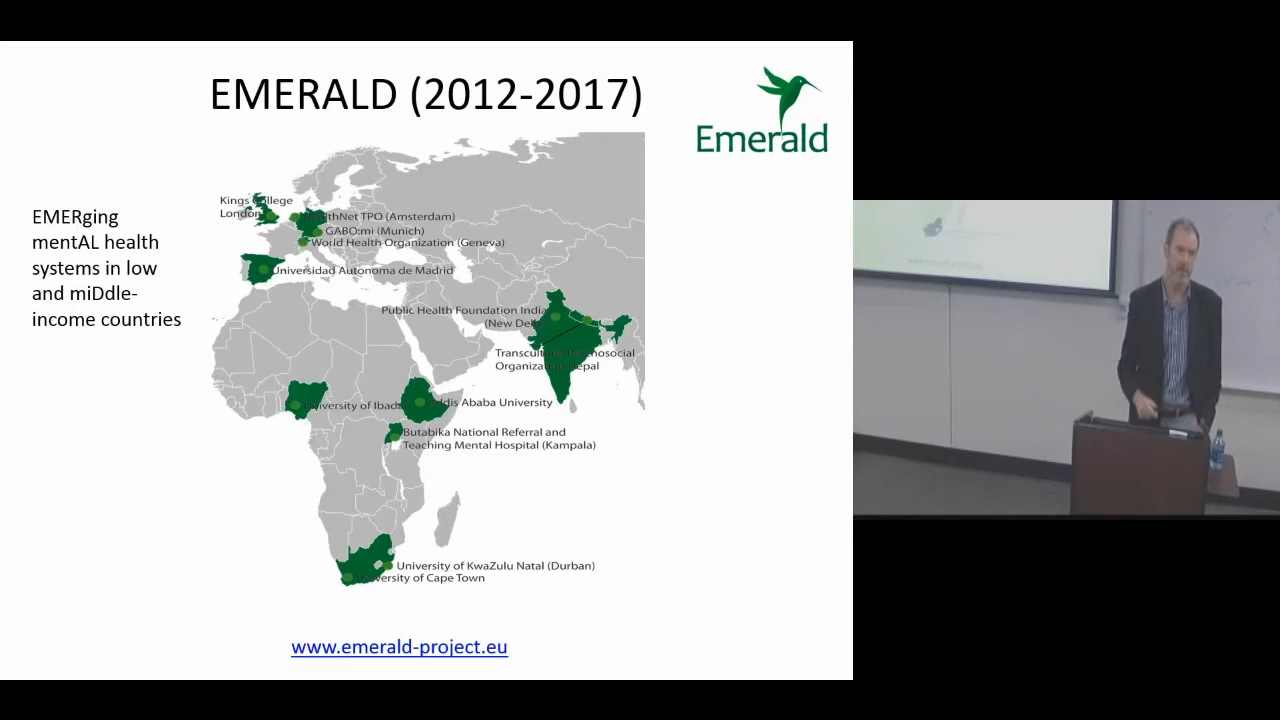 EMERALD (2012-2017)
Emerald
EMERging
mentAL health
systems in low
and miDdle-
income countries
Kings College
London
HealthNet TPO (Amsterdam)
GABO:mi (Munich)
World Health Organization (Geneva)
Universidad Autonoma de Madrid
Public Health Foundation India
(New Delhi)
Transcultural Psychosocial
Organization Nepal
University of Ibadan
Addis Ababa University
Butabika National Referral and
Teaching Mental Hospital (Kampala)
University of KwaZulu Natal (Durban)
University of Cape Town
www.emerald-project.eu